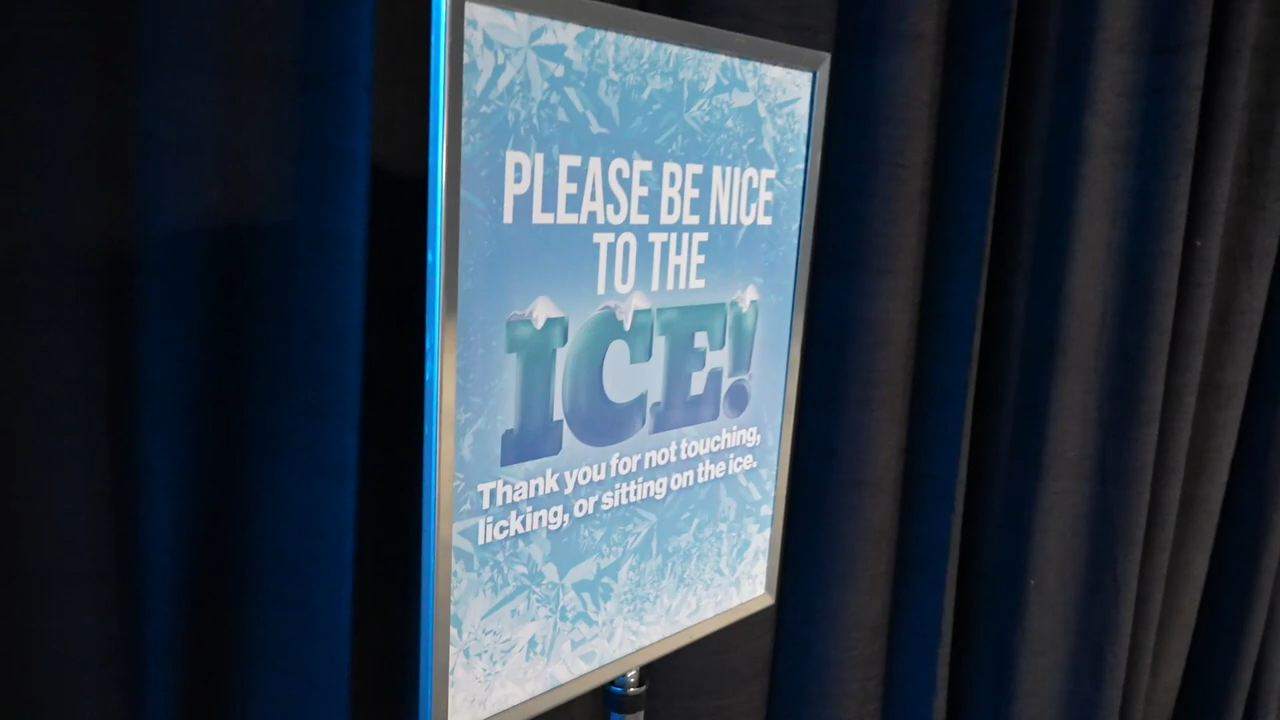 PLEASE BE NICE
TO THE
ICE!
Thank you for not touching,
licking, or sitting on the ice.